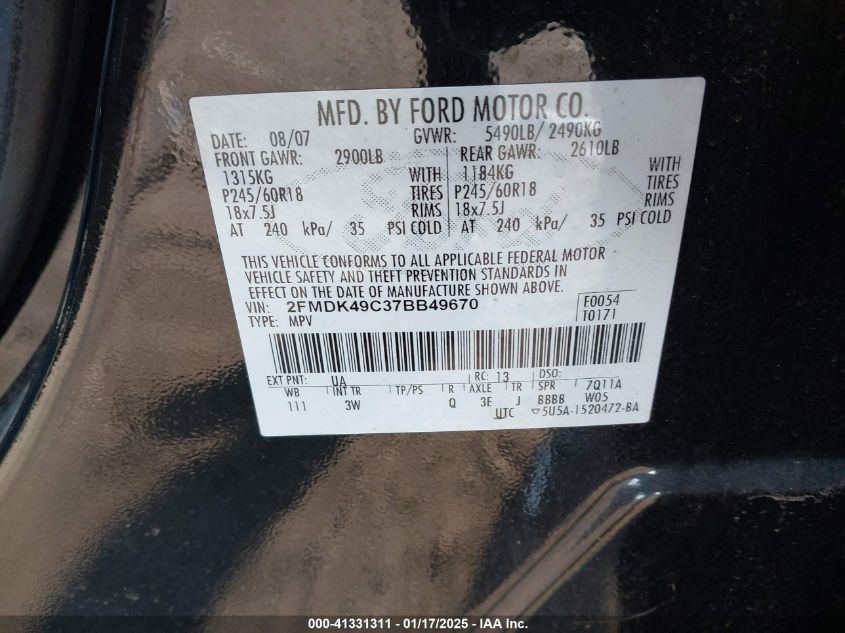 MFD. BY FORD MOTOR CO.
DATE: 08/07 GVWR: 5490LB/ 2490KG
FRONT GAWR: 2900LB REAR GAWR: 2610LB
1315KG WITH 1184KG WITH
P245/60R18 TIRES P245/60R18 TIRES
18x7.5J RIMS 18x7.5J RIMS
AT 240 kPa/ 35 PSI COLD AT 240 kPa/ 35 PSI COLD
THIS VEHICLE CONFORMS TO ALL APPLICABLE FEDERAL MOTOR
VEHICLE SAFETY AND THEFT PREVENTION STANDARDS IN
EFFECT ON THE DATE OF MANUFACTURE SHOWN ABOVE.
VIN: 2FMDK49C37BB49670 F0054
TYPE: MPV T0171
EXT PNT: UA RC: 13 DSO:
WB INT TR TP/PS R AXLE TR SPR 7Q11A
111 3W Q 3E J BBBB W05
UTC ▽5U5A-1520472-BA
000-41331311 - 01/17/2025 - IAA Inc.